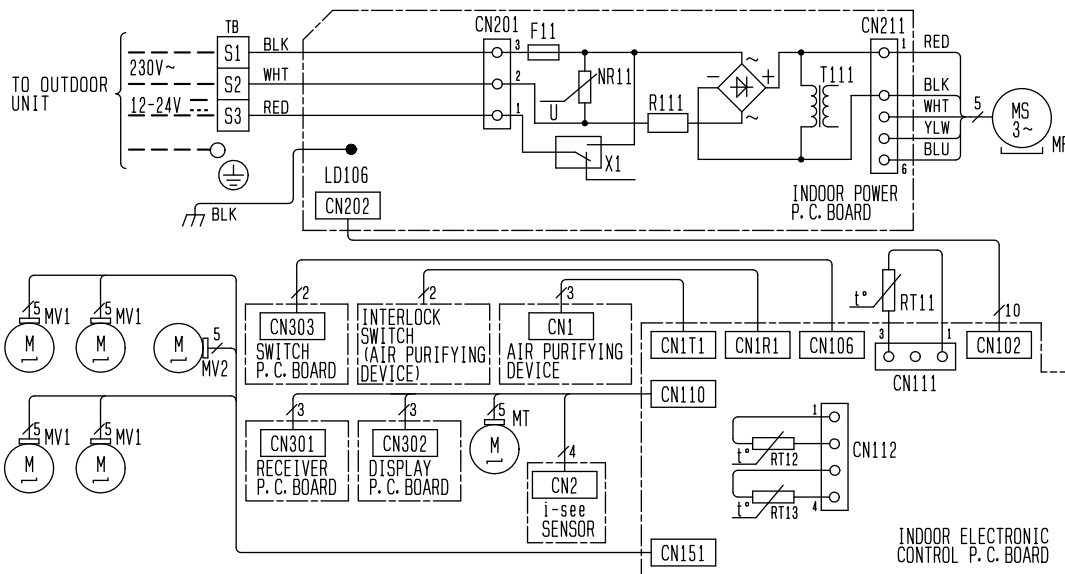 TB
CN201
F11
CN211
S1
BLK
3
1
RED
230V~
TO OUTDOOR
UNIT
S2
WHT
2
NR11
U
R111
~
-
+
~
T111
BLK
WHT
5
YLW
BLU
MS
3~
12-24V
S3
RED
1
X1
6
LD106
CN202
BLK
INDOOR POWER
P.C.BOARD
5
MV1
5
MV1
5
MV2
M
M
M
2
CN303
SWITCH
P.C.BOARD
2
INTERLOCK
SWITCH
(AIR PURIFYING
DEVICE)
3
CN1
AIR PURIFYING
DEVICE
CN1T1
CN1R1
CN106
t°
RT11
3
1
CN111
10
CN102
CN110
5
MV1
5
MV1
M
M
3
CN301
RECEIVER
P.C.BOARD
3
CN302
DISPLAY
P.C.BOARD
5
MT
M
4
CN2
i-see
SENSOR
1
t°
RT12
CN112
t°
RT13
4
CN151
INDOOR ELECTRONIC
CONTROL P.C.BOARD